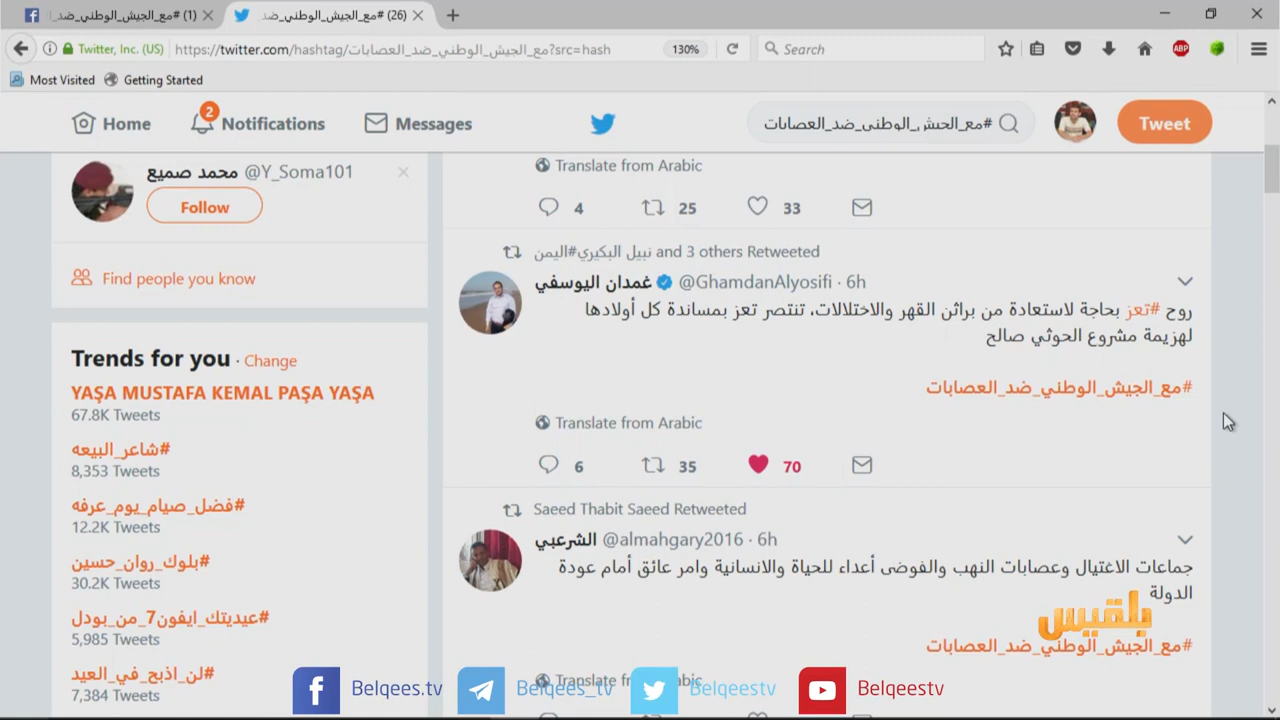 (1) #مع_الجيش_الوطني_ضد_
(26) #مع_الجيش_الوطني_ضد_
Twitter, Inc. (US)
https://twitter.com/hashtag/مع_الجيش_الوطني_ضد_العصابات?src=hash
130%
Search
ABP
Most Visited
Getting Started
Home
2
Notifications
Messages
#مع_الجيش_الوطني_ضد_العصابات
Tweet
محمد صميع @Y_Soma101
Follow
Find people you know
Trends for you · Change
YAŞA MUSTAFA KEMAL PAŞA YAŞA
67.8K Tweets
#شاعر_البيعه
8,353 Tweets
#فضل_صيام_يوم_عرفه
12.2K Tweets
#بلوك_روان_حسين
30.2K Tweets
#عيديتك_ايفون7_من_بودل
5,985 Tweets
#لن_اذبح_في_العيد
7,384 Tweets
Translate from Arabic
4 25 33
نبيل البكيري#اليمن and 3 others Retweeted
غمدان اليوسفي @GhamdanAlyosifi · 6h
روح #تعز بحاجة لاستعادة من براثن القهر والاختلالات، تنتصر تعز بمساندة كل أولادها
لهزيمة مشروع الحوثي صالح
#مع_الجيش_الوطني_ضد_العصابات
Translate from Arabic
6 35 70
Saeed Thabit Saeed Retweeted
الشرعبي @almahgary2016 · 6h
جماعات الاغتيال وعصابات النهب والفوضى أعداء للحياة والانسانية وامر عائق أمام عودة
الدولة
#مع_الجيش_الوطني_ضد_العصابات
Translate from Arabic
بلقيس
Belqees.tv
Belqees_tv
Belqeestv
Belqeestv